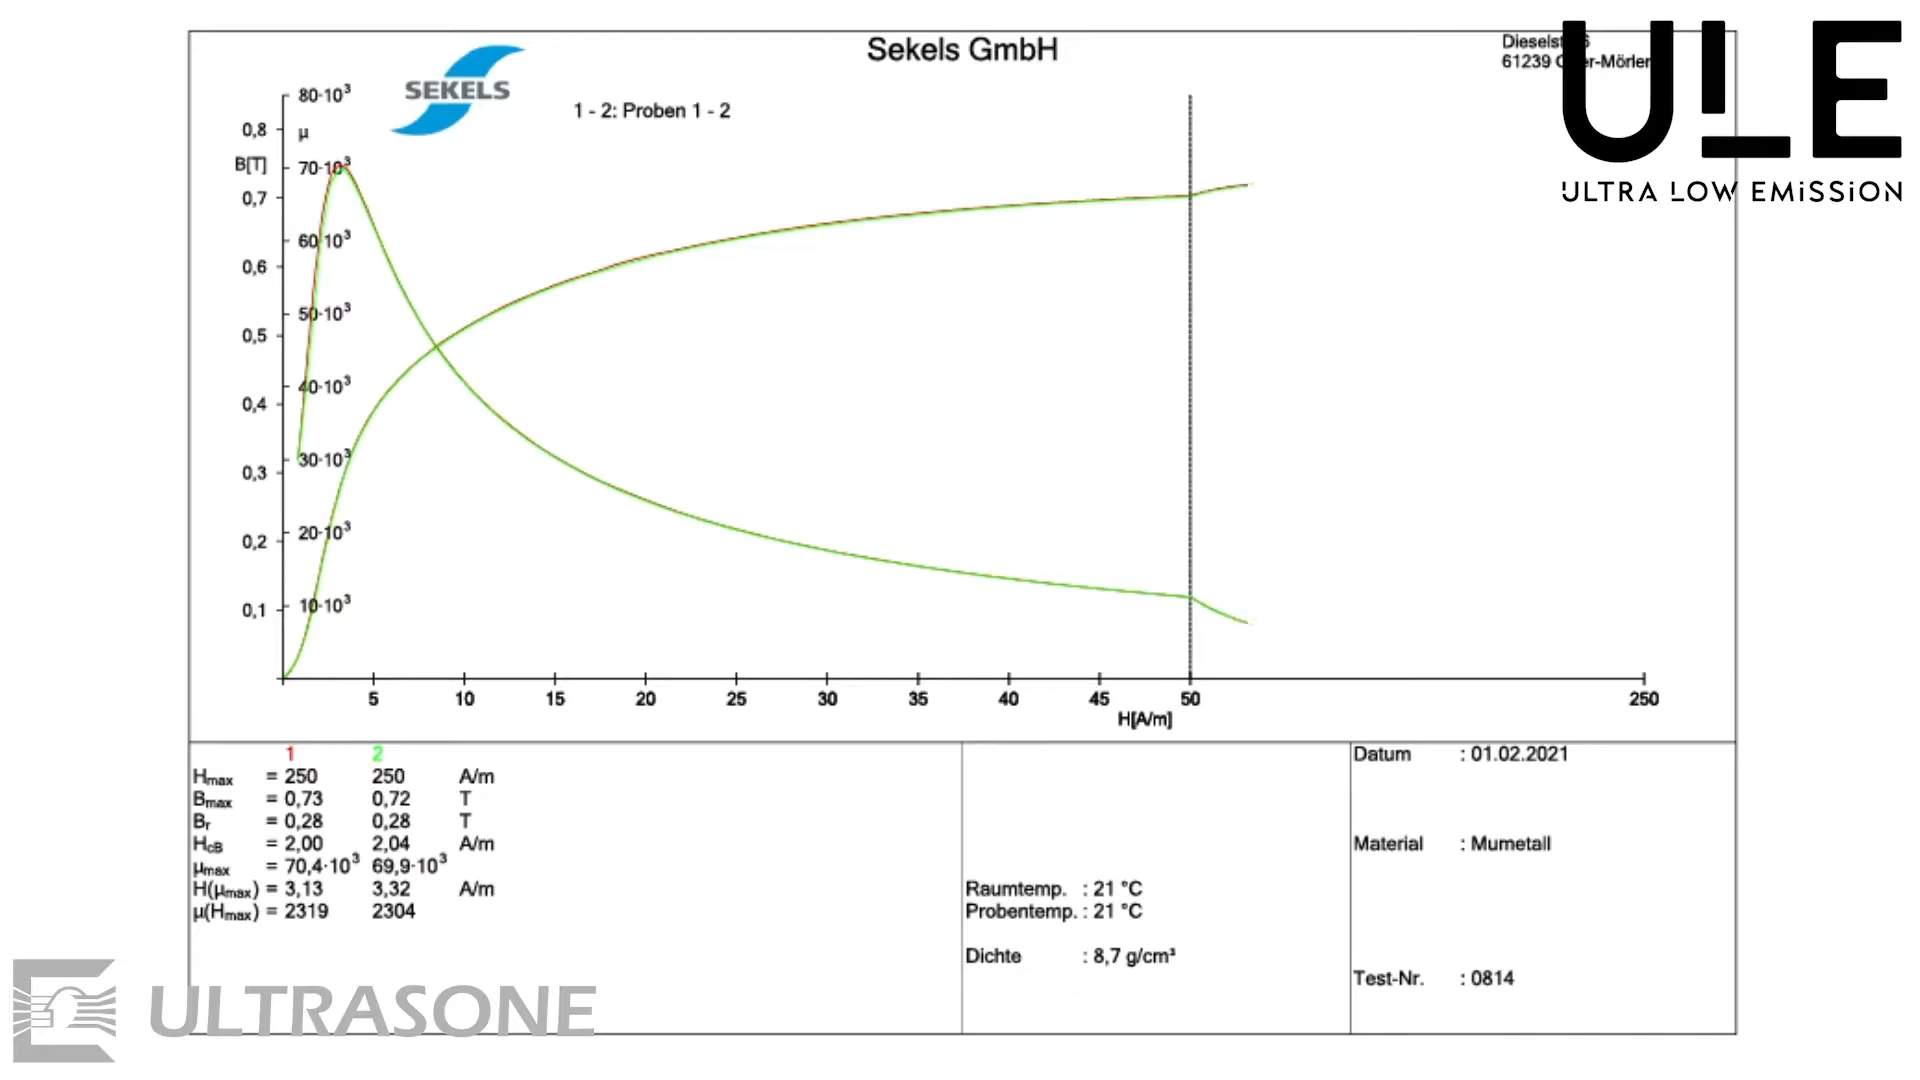 Sekels GmbH
SEKELS
1 - 2: Proben 1 - 2
ULE
ULTRA LOW EMiSSiON
80·10³
µ
0,8
B[T]
70·10³
0,7
60·10³
0,6
50·10³
0,5
40·10³
0,4
30·10³
0,3
20·10³
0,2
10·10³
0,1
5 10 15 20 25 30 35 40 45 50 250
H[A/m]
1 2
Hmax = 250 250 A/m
Bmax = 0,73 0,72 T
Br = 0,28 0,28 T
HcB = 2,00 2,04 A/m
µmax = 70,4·10³ 69,9·10³
H(µmax) = 3,13 3,32 A/m
µ(Hmax) = 2319 2304
Raumtemp. : 21 °C
Probentemp. : 21 °C
Dichte : 8,7 g/cm³
Datum : 01.02.2021
Material : Mumetall
Test-Nr. : 0814
ULTRASONE
61239